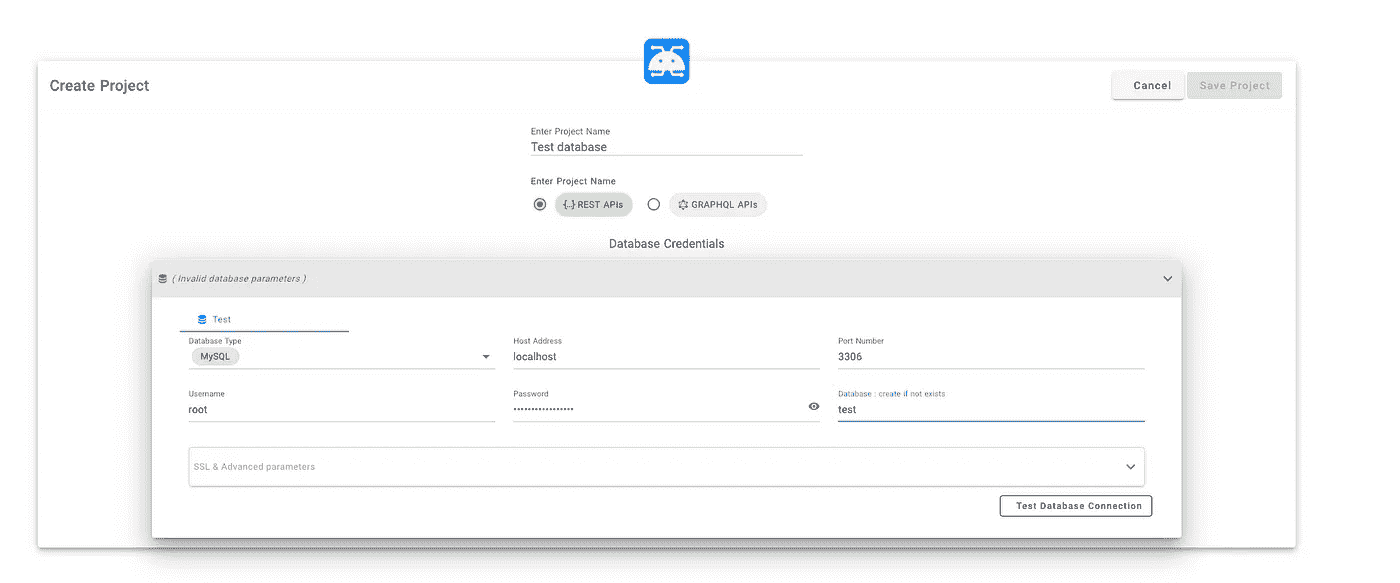 Create Project
Cancel
Save Project
Enter Project Name
Test database
Enter Project Name
{..} REST APIs
GRAPHQL APIs
Database Credentials
( Invalid database parameters )
Test
Database Type
Host Address
Port Number
MySQL
localhost
3306
Username
Password
Database : create if not exists
root
••••••••••••••••
test
SSL & Advanced parameters
Test Database Connection